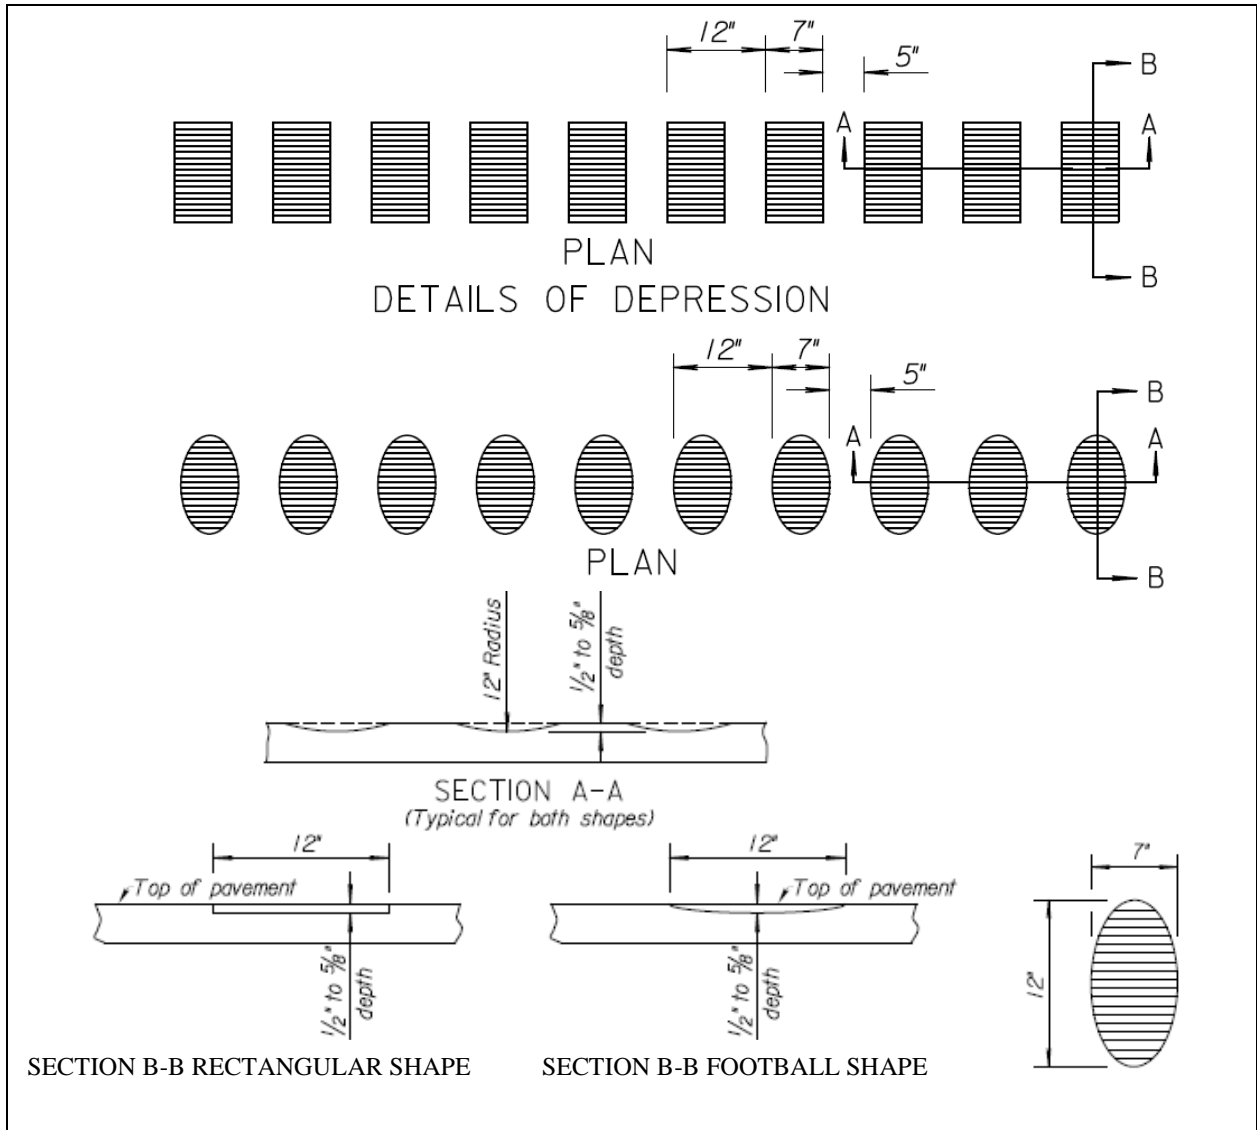 12" 7"
5"
B
A A
PLAN
B
DETAILS OF DEPRESSION
12" 7"
5"
B
A A
PLAN
B
12" Radius
1/2" to 5/8"
depth
SECTION A-A
(Typical for both shapes)
12"
Top of pavement
1/2" to 5/8"
depth
SECTION B-B RECTANGULAR SHAPE
12"
Top of pavement
1/2" to 5/8"
depth
SECTION B-B FOOTBALL SHAPE
7"
12"